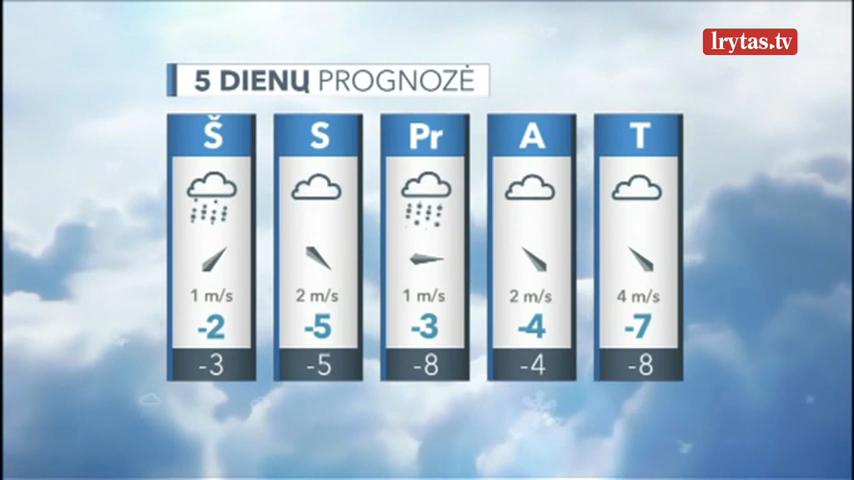 lrytas.tv
5 DIENŲ PROGNOZĖ
Š S Pr A T
1 m/s 2 m/s 1 m/s 2 m/s 4 m/s
-2 -5 -3 -4 -7
-3 -5 -8 -4 -8